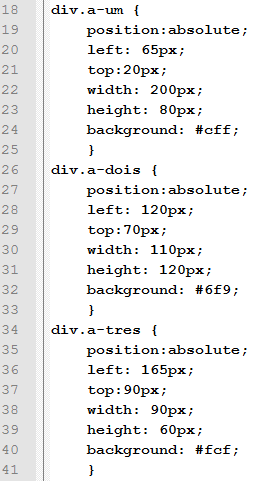 18 div.a-um {
19 position:absolute;
20 left: 65px;
21 top:20px;
22 width: 200px;
23 height: 80px;
24 background: #cff;
25 }
26 div.a-dois {
27 position:absolute;
28 left: 120px;
29 top:70px;
30 width: 110px;
31 height: 120px;
32 background: #6f9;
33 }
34 div.a-tres {
35 position:absolute;
36 left: 165px;
37 top:90px;
38 width: 90px;
39 height: 60px;
40 background: #fcf;
41 }